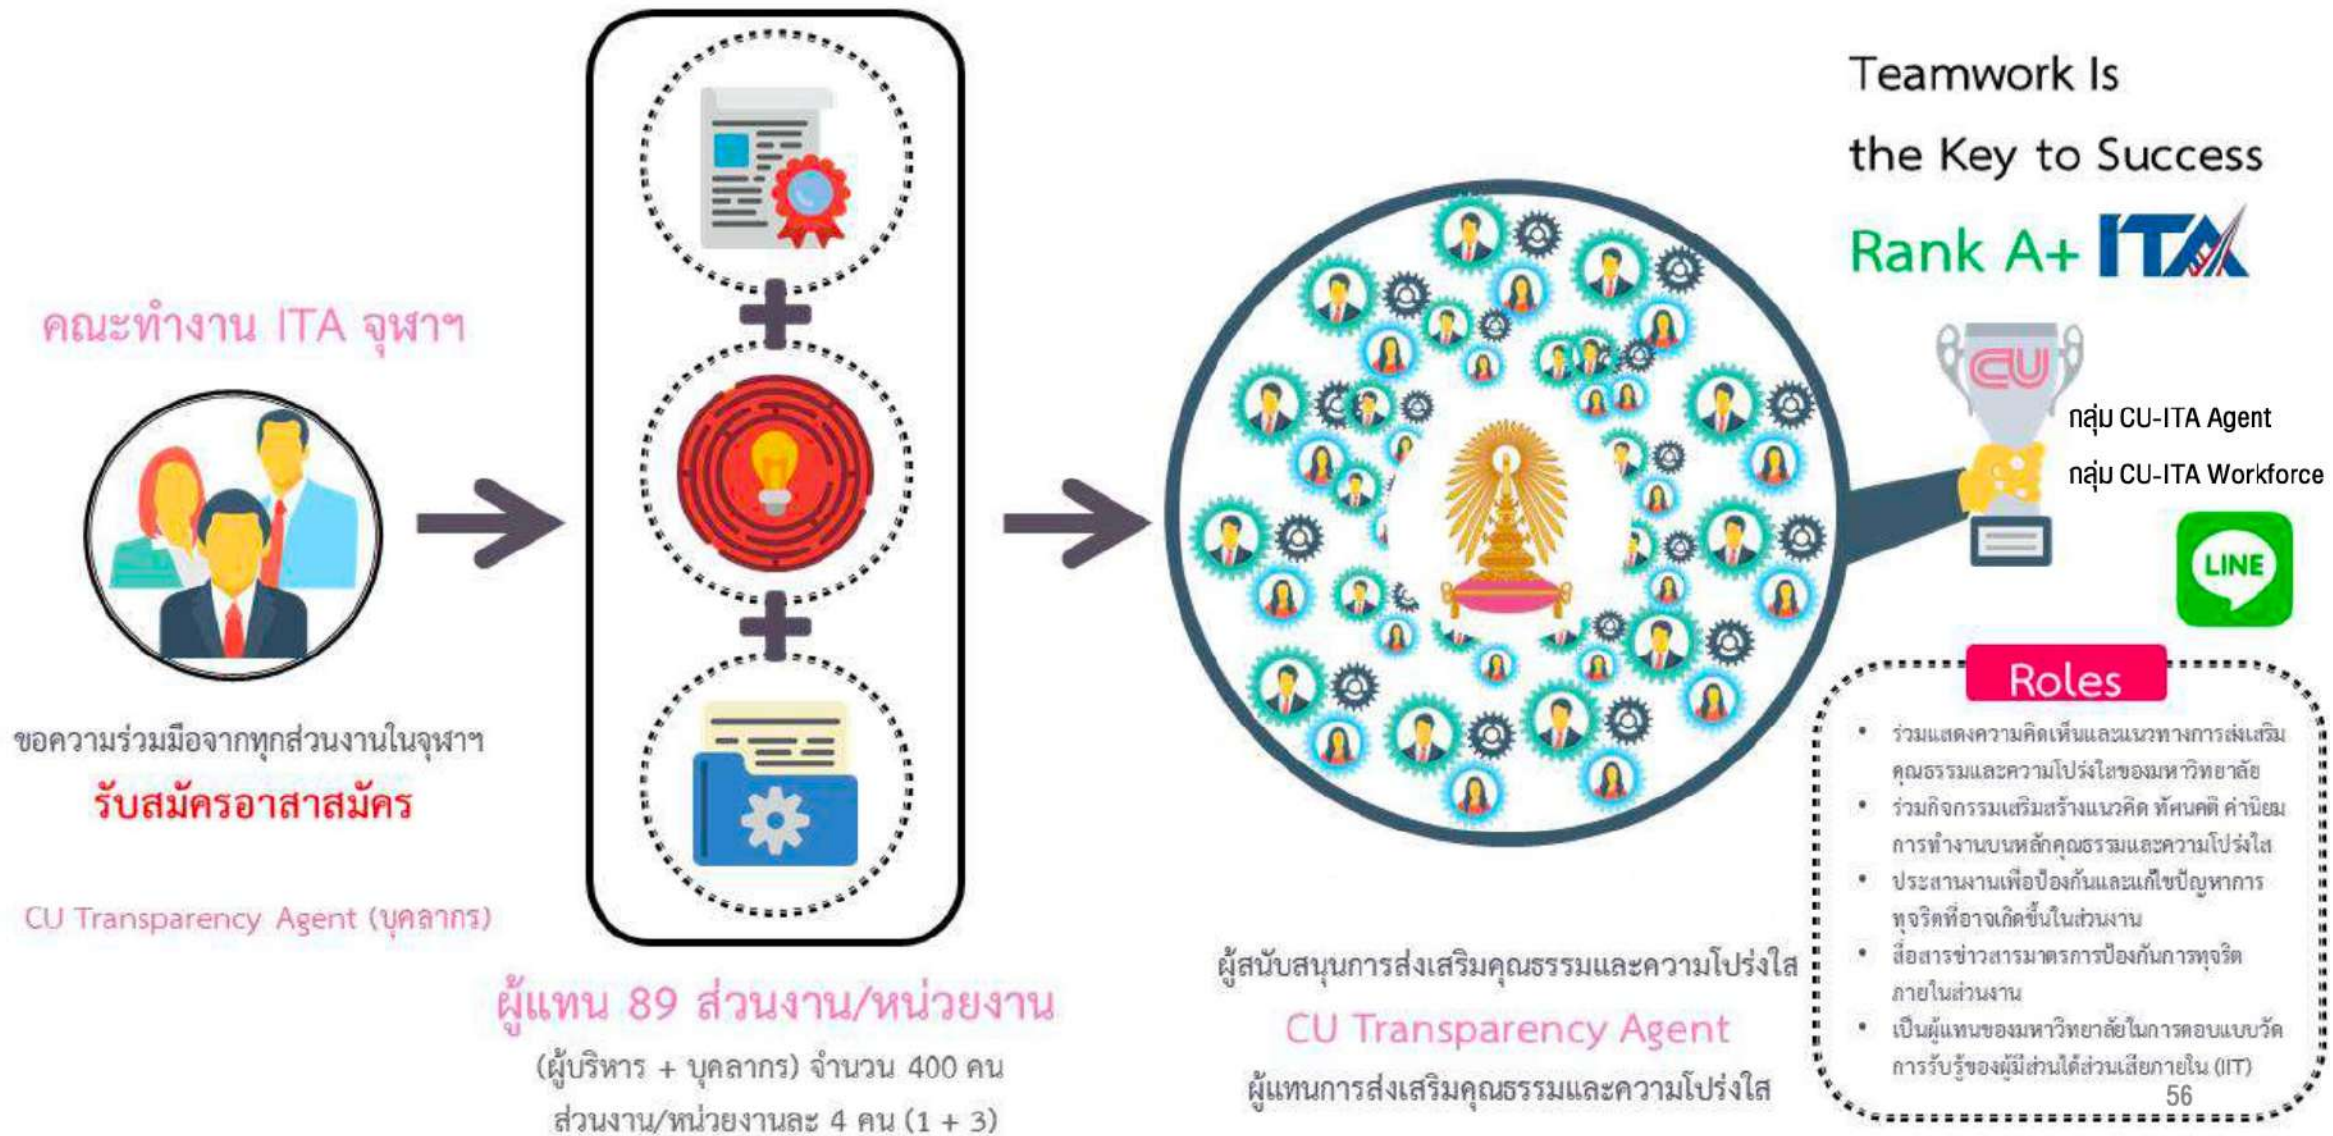 คณะทำงาน ITA จุฬาฯ
ขอความร่วมมือจากทุกส่วนงานในจุฬาฯ
รับสมัครอาสาสมัคร
CU Transparency Agent (บุคลากร)
ผู้แทน 89 ส่วนงาน/หน่วยงาน
(ผู้บริหาร + บุคลากร) จำนวน 400 คน
ส่วนงาน/หน่วยงานละ 4 คน (1 + 3)
ผู้สนับสนุนการส่งเสริมคุณธรรมและความโปร่งใส
CU Transparency Agent
ผู้แทนการส่งเสริมคุณธรรมและความโปร่งใส
Teamwork Is
the Key to Success
Rank A+ ITA
CU
กลุ่ม CU-ITA Agent
กลุ่ม CU-ITA Workforce
LINE
Roles
• ร่วมแสดงความคิดเห็นและแนวทางการส่งเสริม
คุณธรรมและความโปร่งใสของมหาวิทยาลัย
• ร่วมกิจกรรมเสริมสร้างแนวคิด ทัศนคติ ค่านิยม
การทำงานบนหลักคุณธรรมและความโปร่งใส
• ประสานงานเพื่อป้องกันและแก้ไขปัญหาการ
ทุจริตที่อาจเกิดขึ้นในส่วนงาน
• สื่อสารข่าวสารมาตรการป้องกันการทุจริต
ภายในส่วนงาน
• เป็นผู้แทนของมหาวิทยาลัยในการตอบแบบวัด
การรับรู้ของผู้มีส่วนได้ส่วนเสียภายใน (IIT)
56